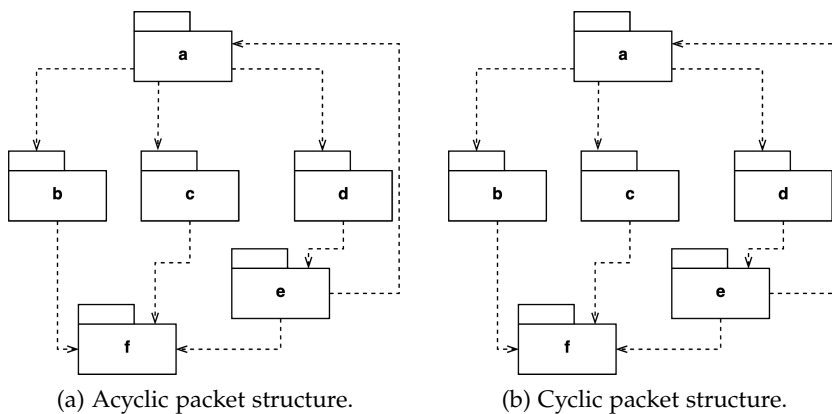 a
a
b
c
d
b
c
d
e
e
f
f
(a) Acyclic packet structure.
(b) Cyclic packet structure.